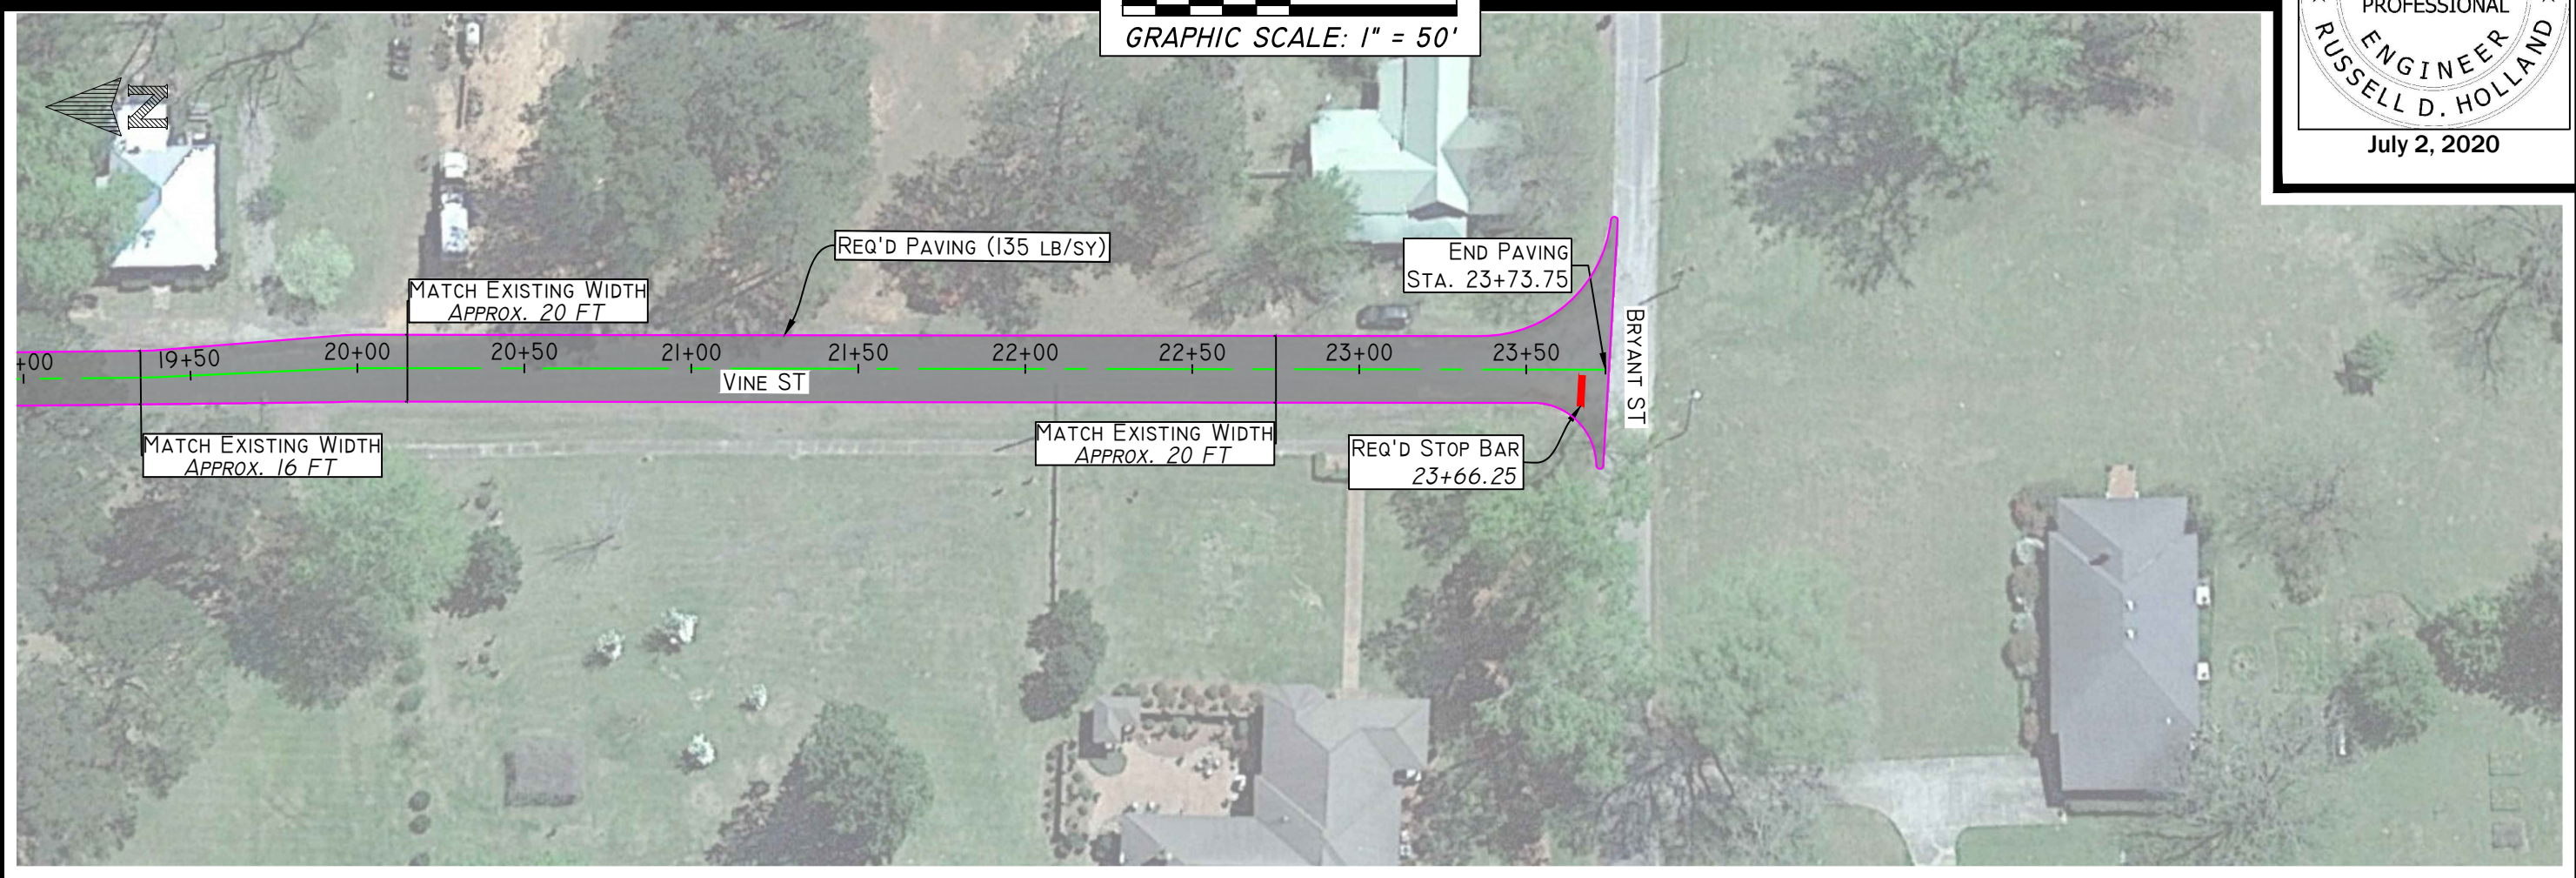 GRAPHIC SCALE: 1" = 50'
PROFESSIONAL
ENGINEER
RUSSELL D. HOLLAND
July 2, 2020
N
REQ'D PAVING (135 LB/SY)
END PAVING
STA. 23+73.75
MATCH EXISTING WIDTH
APPROX. 20 FT
+00
19+50
20+00
20+50
21+00
21+50
22+00
22+50
23+00
23+50
VINE ST
BRYANT ST
MATCH EXISTING WIDTH
APPROX. 16 FT
MATCH EXISTING WIDTH
APPROX. 20 FT
REQ'D STOP BAR
23+66.25